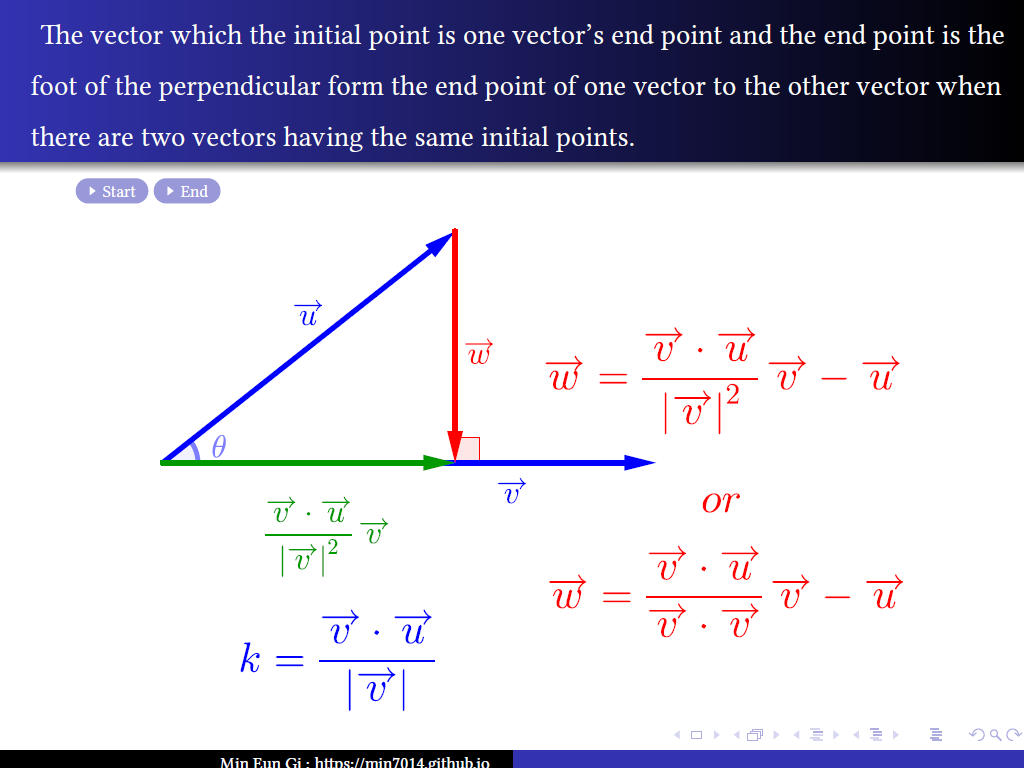 The vector which the initial point is one vector's end point and the end point is the
foot of the perpendicular form the end point of one vector to the other vector when
there are two vectors having the same initial points.
Start End
$\overrightarrow{u}$
$\overrightarrow{w}$
$\overrightarrow{w} = \frac{\overrightarrow{v} \cdot \overrightarrow{u}}{|\overrightarrow{v}|^2} \overrightarrow{v} - \overrightarrow{u}$
θ
$\overrightarrow{v}$
or
$\frac{\overrightarrow{v} \cdot \overrightarrow{u}}{|\overrightarrow{v}|^2} \overrightarrow{v}$
$\overrightarrow{w} = \frac{\overrightarrow{v} \cdot \overrightarrow{u}}{\overrightarrow{v} \cdot \overrightarrow{v}} \overrightarrow{v} - \overrightarrow{u}$
$k = \frac{\overrightarrow{v} \cdot \overrightarrow{u}}{|\overrightarrow{v}|}$
Min Eun Gi : https://min7014.github.io